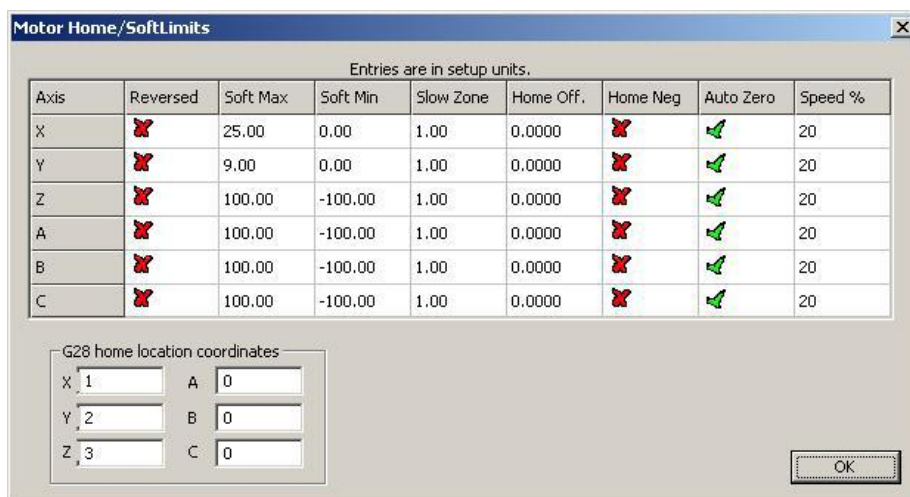 Motor Home/SoftLimits
Entries are in setup units.
Axis Reversed Soft Max Soft Min Slow Zone Home Off. Home Neg Auto Zero Speed %
X 25.00 0.00 1.00 0.0000 20
Y 9.00 0.00 1.00 0.0000 20
Z 100.00 -100.00 1.00 0.0000 20
A 100.00 -100.00 1.00 0.0000 20
B 100.00 -100.00 1.00 0.0000 20
C 100.00 -100.00 1.00 0.0000 20
G28 home location coordinates
X 1 A 0
Y 2 B 0
Z 3 C 0
OK